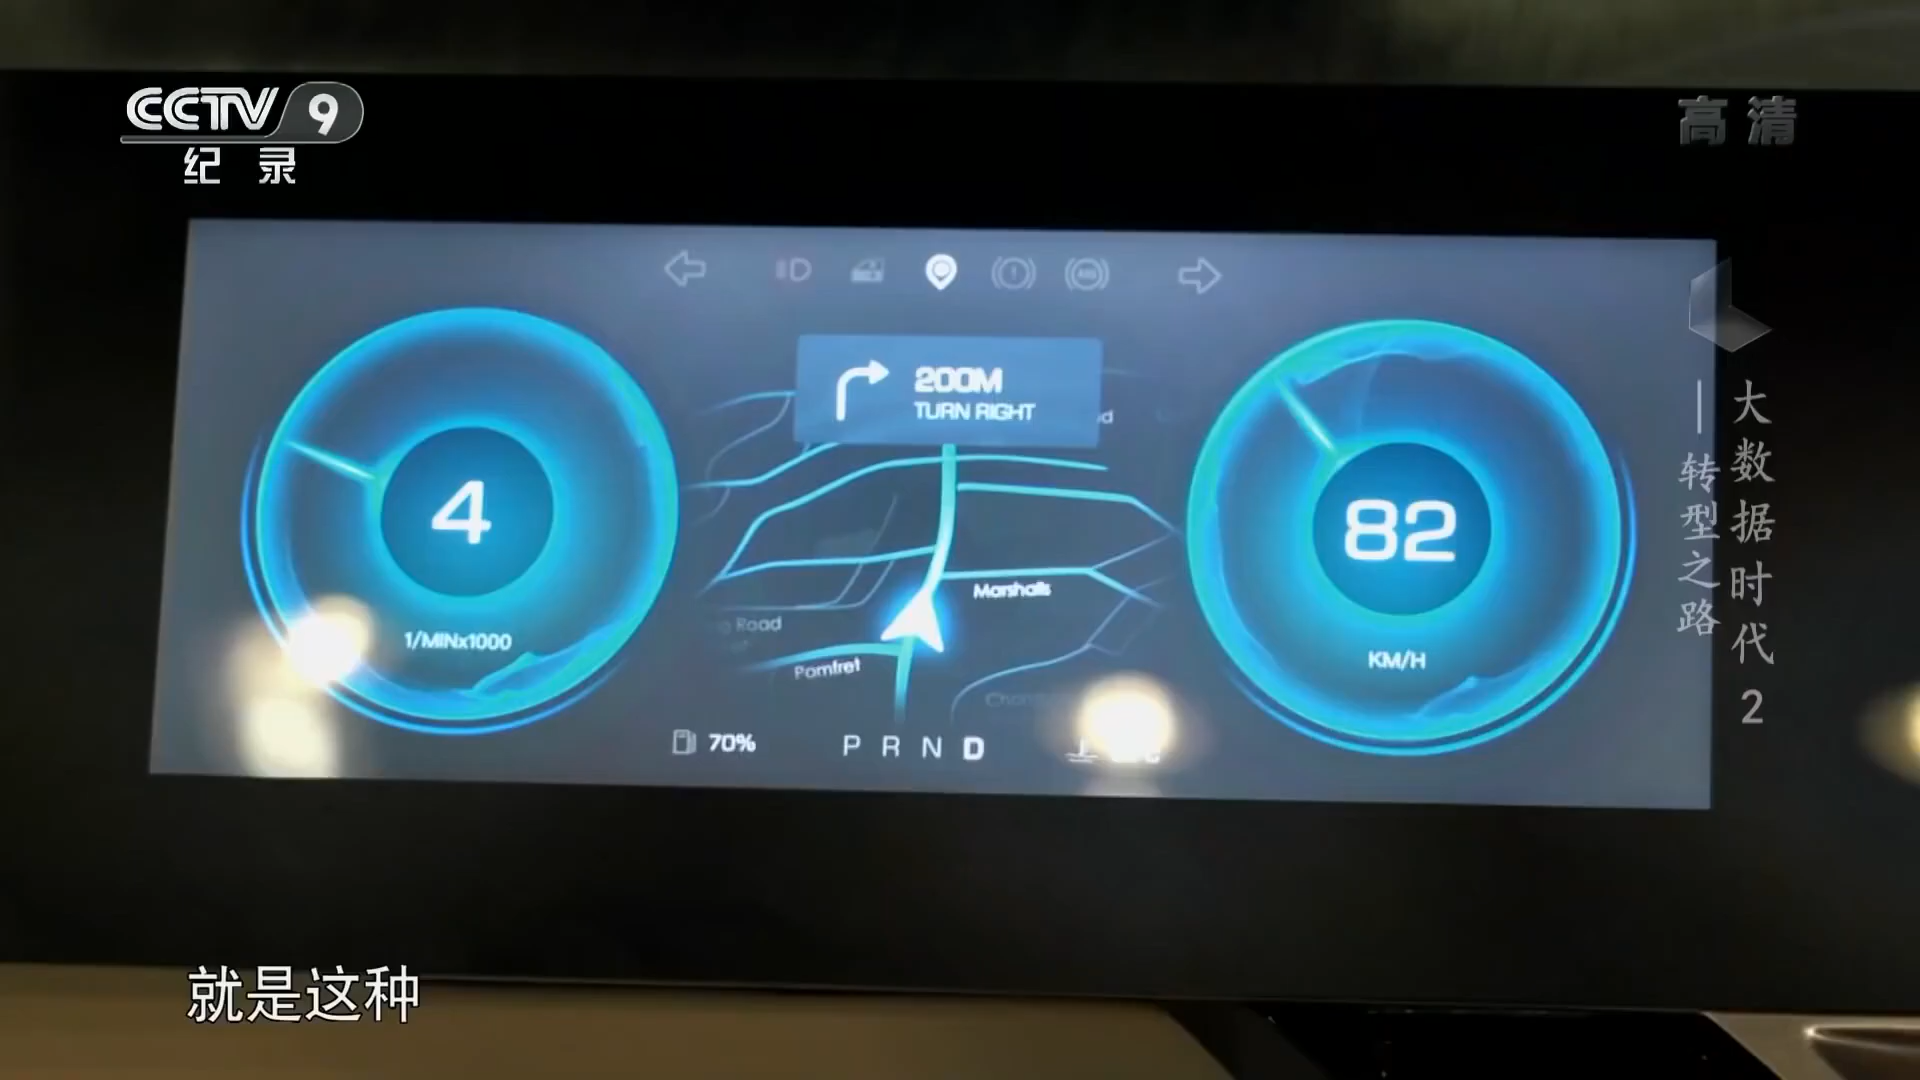 CCTV 9
纪 录
高清
200M
TURN RIGHT
4
1/MINx1000
82
KM/H
Marshalls
Road
Pomfret
70%
P R N D
大数据时代 2
转型之路
就是这种